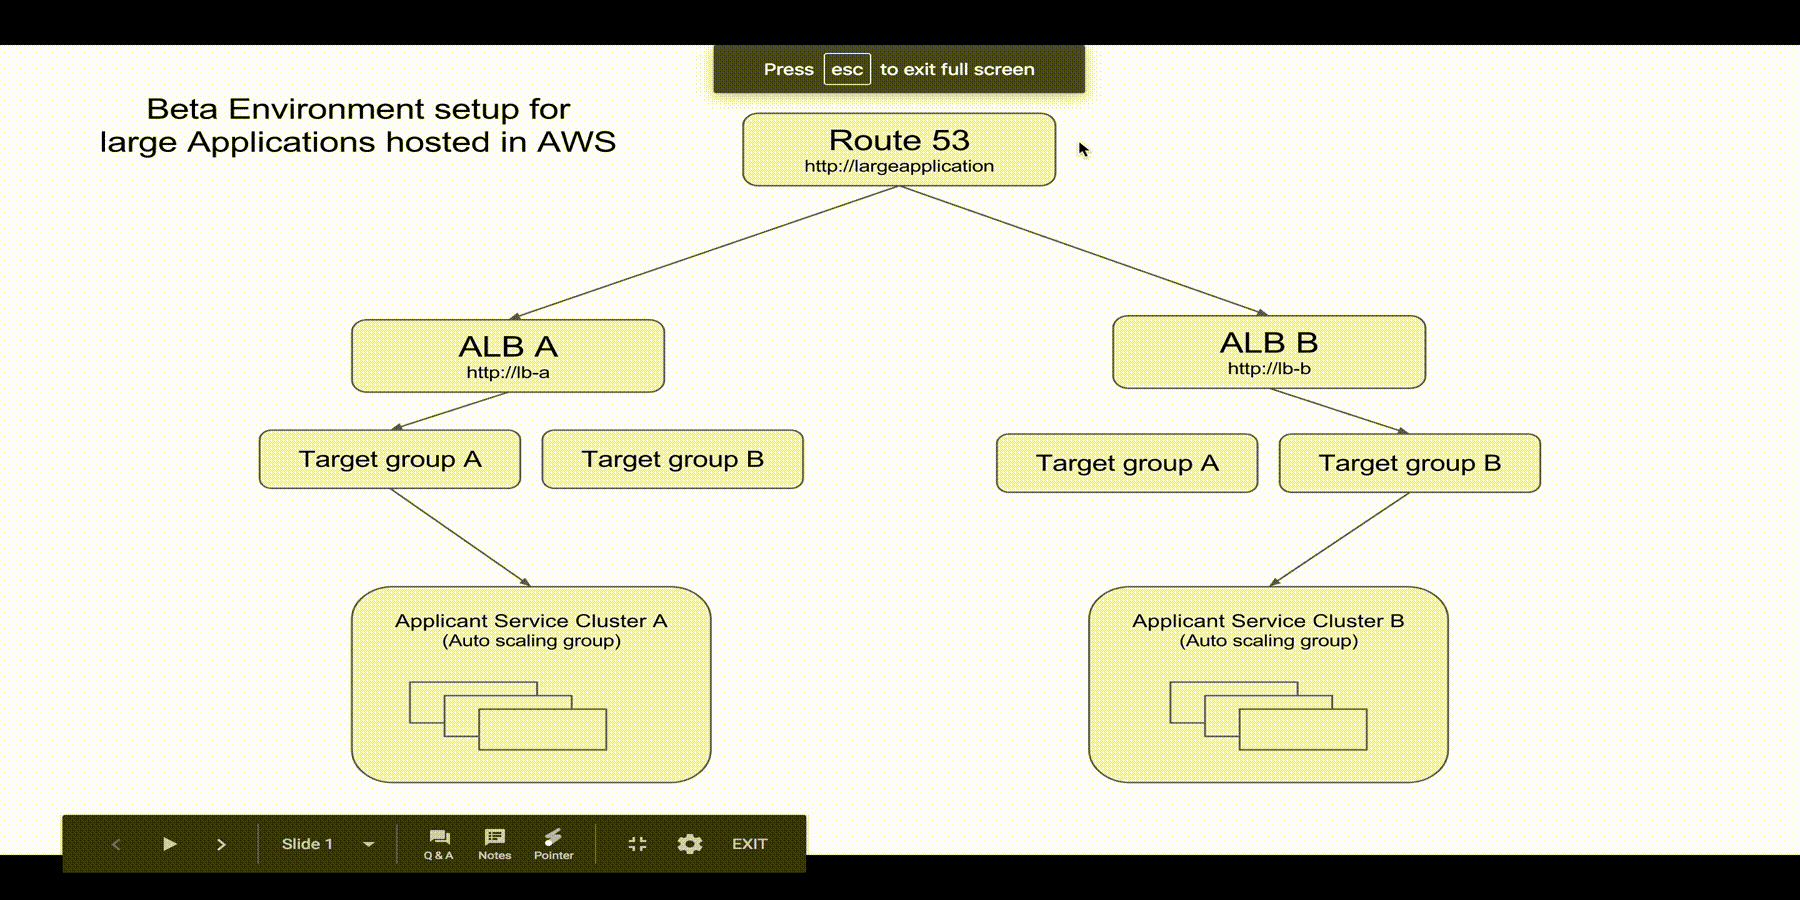 Press esc to exit full screen
Beta Environment setup for
large Applications hosted in AWS
Route 53
http://largeapplication
ALB A
http://lb-a
ALB B
http://lb-b
Target group A
Target group B
Target group A
Target group B
Applicant Service Cluster A
(Auto scaling group)
Applicant Service Cluster B
(Auto scaling group)
Slide 1
Q & A
Notes
Pointer
EXIT